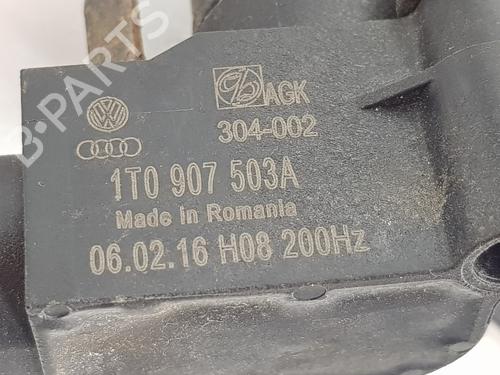 AGK
304-002
1T0 907 503A
Made in Romania
06.02.16 H08 200Hz
B-PARTS